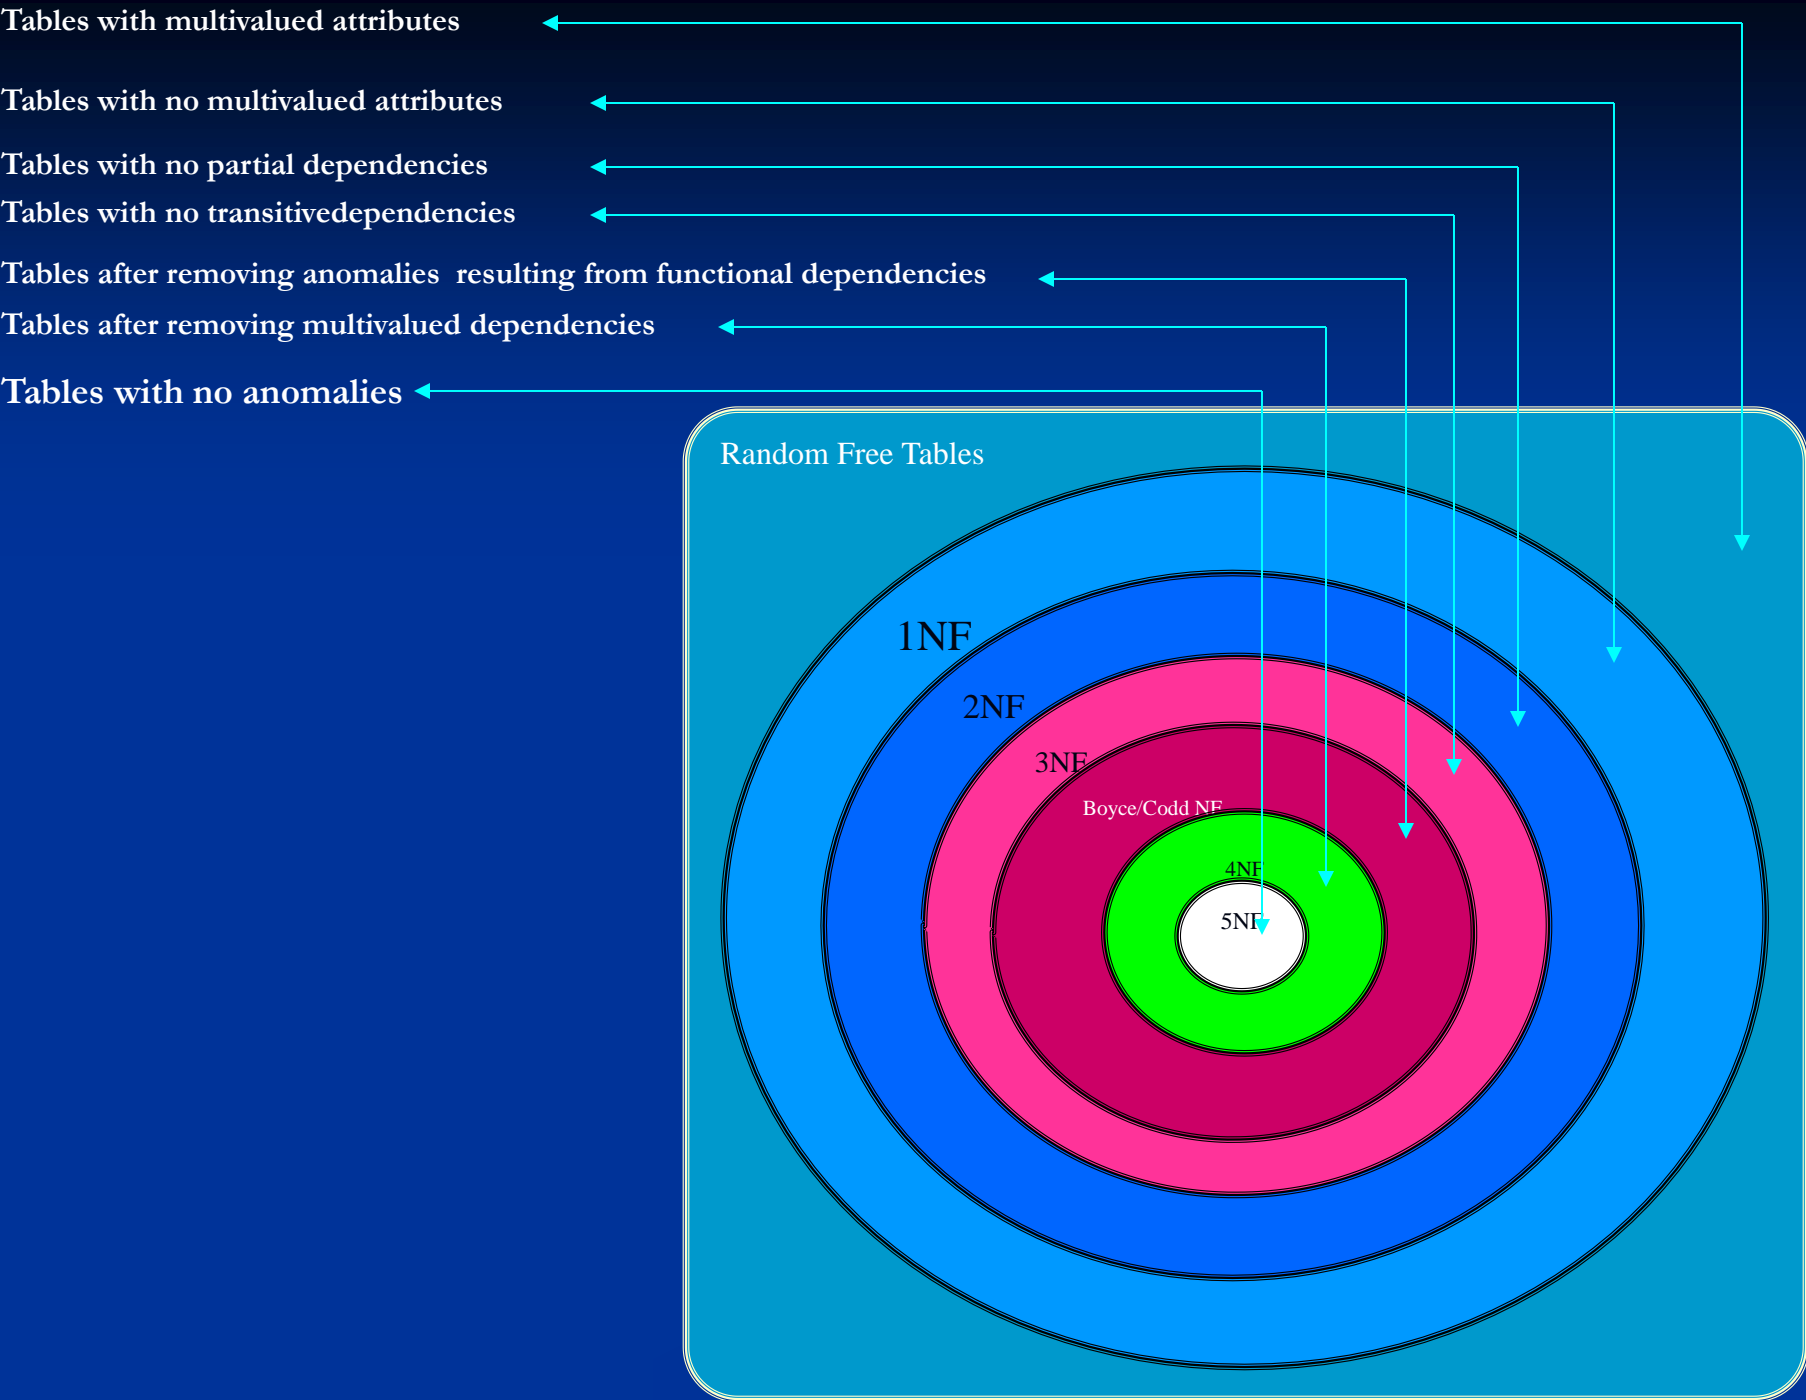 Tables with multivalued attributes
Tables with no multivalued attributes
Tables with no partial dependencies
Tables with no transitivedependencies
Tables after removing anomalies  resulting from functional dependencies
Tables after removing multivalued dependencies
Tables with no anomalies
Random Free Tables
1NF
2NF
3NF
Boyce/Codd NF
4NF
5NF